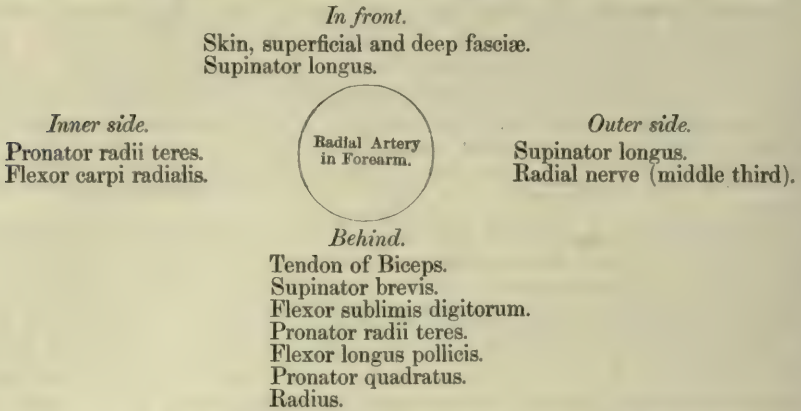 In front.
Skin, superficial and deep fasciæ.
Supinator longus.
Inner side.
Pronator radii teres.
Flexor carpi radialis.
Radial Artery
in Forearm.
Outer side.
Supinator longus.
Radial nerve (middle third).
Behind.
Tendon of Biceps.
Supinator brevis.
Flexor sublimis digitorum.
Pronator radii teres.
Flexor longus pollicis.
Pronator quadratus.
Radius.